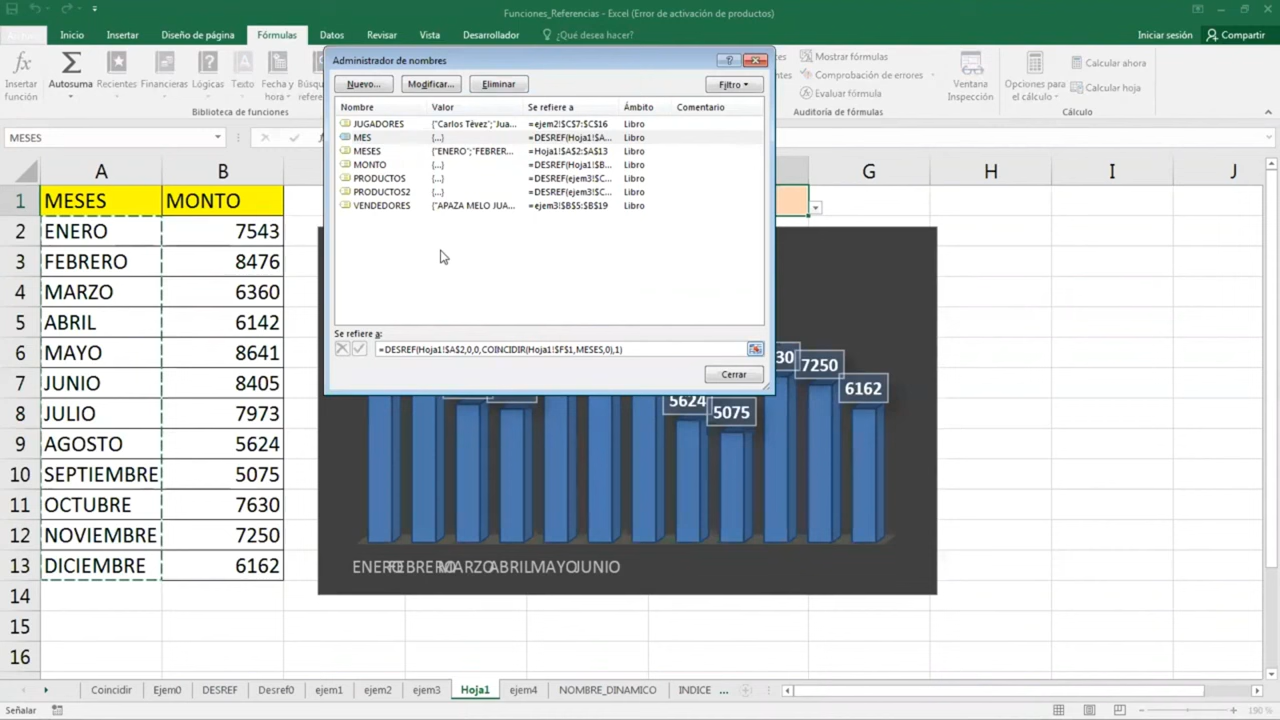 Funciones_Referencias - Excel (Error de activación de productos)
Inicio Insertar Diseño de página Fórmulas Datos Revisar Vista Desarrollador ¿Qué desea hacer? Iniciar sesión Compartir
Insertar función
Autosuma
Recientes
Financieras
Lógicas
Texto
Fecha y hora
Biblioteca de funciones
Mostrar fórmulas
Comprobación de errores
Evaluar fórmula
Auditoría de fórmulas
Ventana Inspección
Opciones para el cálculo
Calcular ahora
Calcular hoja
Cálculo
MESES
Administrador de nombres
Nuevo... Modificar... Eliminar Filtro
Nombre Valor Se refiere a Ámbito Comentario
JUGADORES {"Carlos Tévez";"Jua... =ejem2!$C$7:$C$16 Libro
MES {...} =DESREF(Hoja1!$A... Libro
MESES {"ENERO";"FEBRER... =Hoja1!$A$2:$A$13 Libro
MONTO {...} =DESREF(Hoja1!$B... Libro
PRODUCTOS {...} =DESREF(ejem3!$C... Libro
PRODUCTOS2 {...} =DESREF(ejem3!$C... Libro
VENDEDORES {"APAZA MELO JUA... =ejem3!$B$5:$B$19 Libro
Se refiere a:
=DESREF(Hoja1!$A$2,0,0,COINCIDIR(Hoja1!$F$1,MESES,0),1)
Cerrar
A B G H I J
1 MESES MONTO
2 ENERO 7543
3 FEBRERO 8476
4 MARZO 6360
5 ABRIL 6142
6 MAYO 8641
7 JUNIO 8405
8 JULIO 7973
9 AGOSTO 5624
10 SEPTIEMBRE 5075
11 OCTUBRE 7630
12 NOVIEMBRE 7250
13 DICIEMBRE 6162
14
15
16
5624 5075 30 7250 6162
ENERO FEBRERO MARZO ABRIL MAYO JUNIO
Coincidir Ejem0 DESREF Desref0 ejem1 ejem2 ejem3 Hoja1 ejem4 NOMBRE_DINAMICO INDICE ...
Señalar 190 %